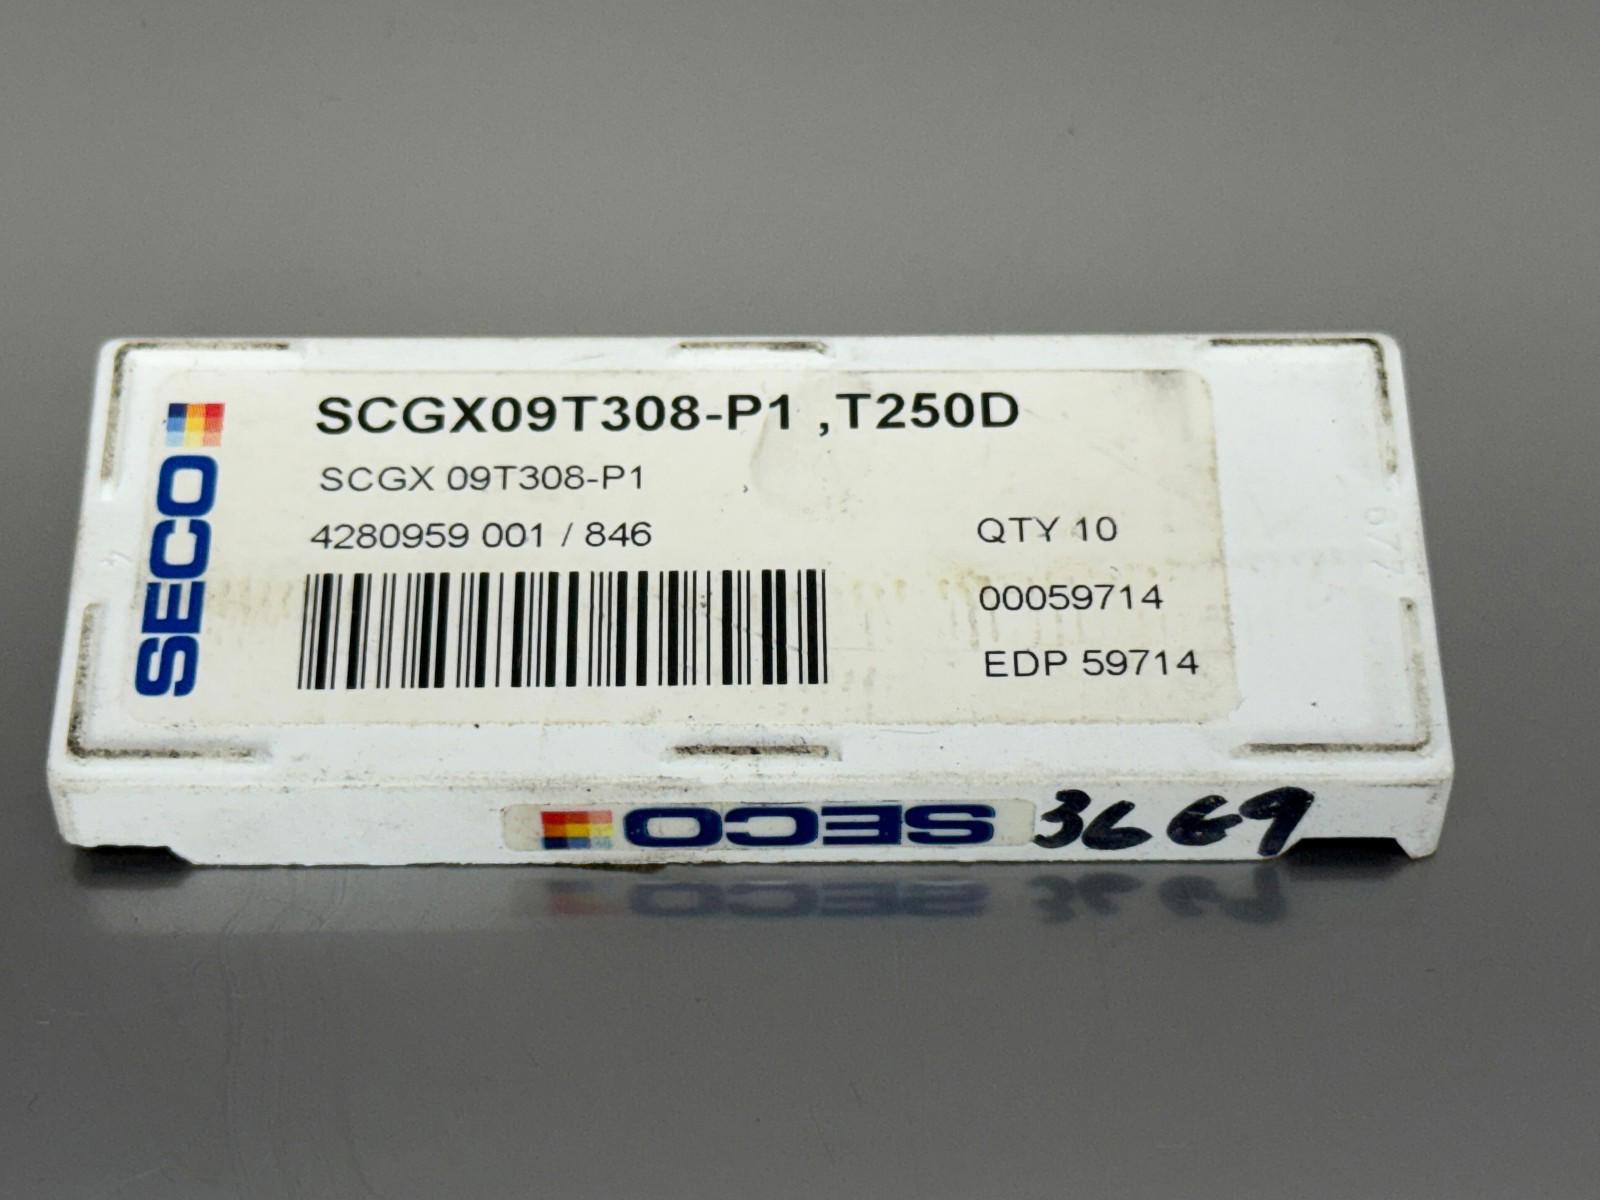 SECO
SCGX09T308-P1 ,T250D
SCGX 09T308-P1
4280959 001 / 846
QTY 10
00059714
EDP 59714
SECO
3669